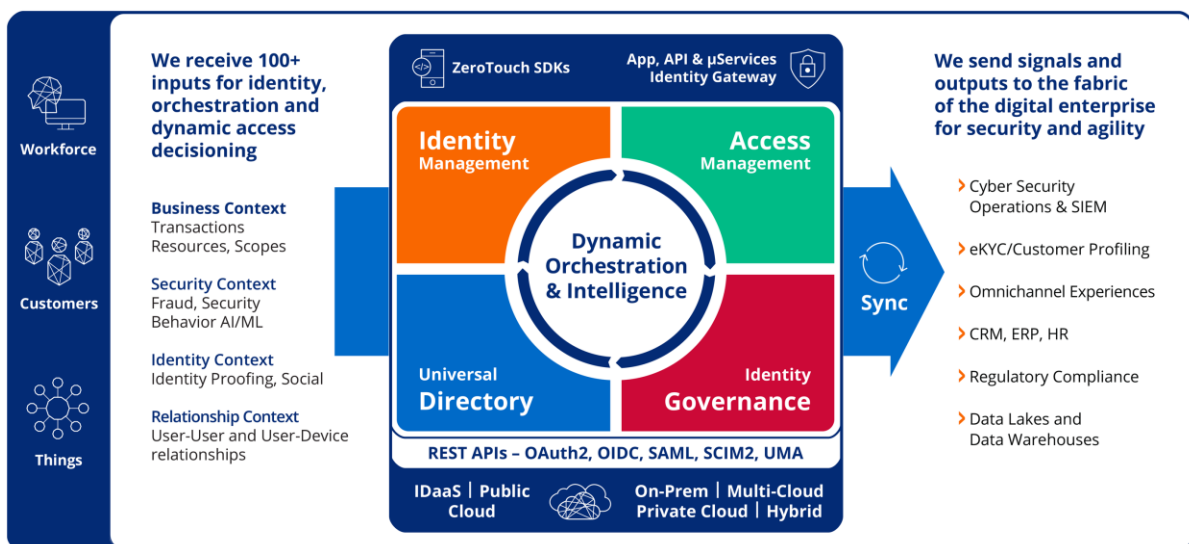 Workforce
Customers
Things
We receive 100+
inputs for identity,
orchestration and
dynamic access
decisioning
Business Context
Transactions
Resources, Scopes
Security Context
Fraud, Security
Behavior AI/ML
Identity Context
Identity Proofing, Social
Relationship Context
User-User and User-Device
relationships
</> ZeroTouch SDKs
App, API & µServices
Identity Gateway
Identity
Management
Access
Management
Dynamic
Orchestration
& Intelligence
Universal
Directory
Identity
Governance
REST APIs – OAuth2, OIDC, SAML, SCIM2, UMA
IDaaS | Public
Cloud
On-Prem | Multi-Cloud
Private Cloud | Hybrid
Sync
We send signals and
outputs to the fabric
of the digital enterprise
for security and agility
Cyber Security
Operations & SIEM
eKYC/Customer Profiling
Omnichannel Experiences
CRM, ERP, HR
Regulatory Compliance
Data Lakes and
Data Warehouses